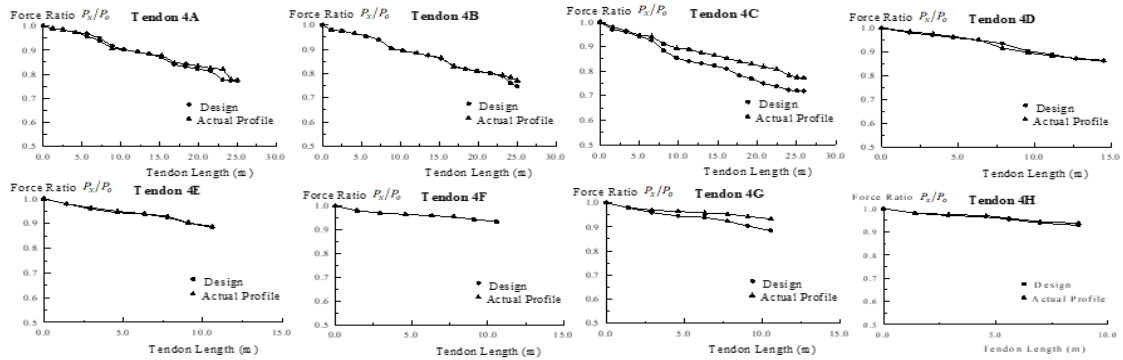 Force Ratio Px/Po Tendon 4A
1.0
0.9
0.8
0.7
0.6
0.5
Design
Actual Profile
0.0 5.0 10.0 15.0 20.0 25.0 30.0
Tendon Length (m)
Force Ratio Px/Po Tendon 4B
1.0
0.9
0.8
0.7
0.6
0.5
Design
Actual Profile
0.0 5.0 10.0 15.0 20.0 25.0 30.0
Tendon Length (m)
Force Ratio Px/Po Tendon 4C
1.0
0.9
0.8
0.7
0.6
0.5
Design
Actual Profile
0.0 5.0 10.0 15.0 20.0 25.0 30.0
Tendon Length (m)
Force Ratio Px/Po Tendon 4D
1.0
0.9
0.8
0.7
0.6
0.5
Design
Actual Profile
0.0 5.0 10.0 15.0
Tendon Length (m)
Force Ratio Px/Po Tendon 4E
1.0
0.9
0.8
0.7
0.6
0.5
Design
Actual Profile
0.0 5.0 10.0 15.0
Tendon Length (m)
Force Ratio Px/Po Tendon 4F
1.0
0.9
0.8
0.7
0.6
0.5
Design
Actual Profile
0.0 5.0 10.0 15.0
Tendon Length (m)
Force Ratio Px/Po Tendon 4G
1.0
0.9
0.8
0.7
0.6
0.5
Design
Actual Profile
0.0 5.0 10.0 15.0
Tendon Length (m)
Force Ratio Px/Po Tendon 4H
1.0
0.9
0.8
0.7
0.6
0.5
Design
Actual Profile
0.0 5.0 10.0
Tendon Length (m)